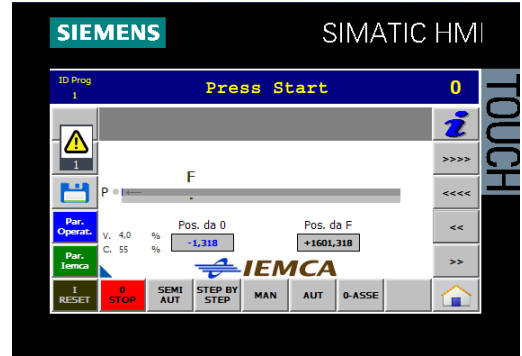 SIEMENS
SIMATIC HMI
TOUCH
ID Prog
1
Press Start
0
i
1
>>>>
F
P
<<<<
Par.
Operat.
V. 4,0 %
C. 55 %
Pos. da 0
-1,318
Pos. da F
+1601,318
<<
Par.
Iemca
IEMCA
>>
I
RESET
0
STOP
SEMI
AUT
STEP BY
STEP
MAN
AUT
0-ASSE